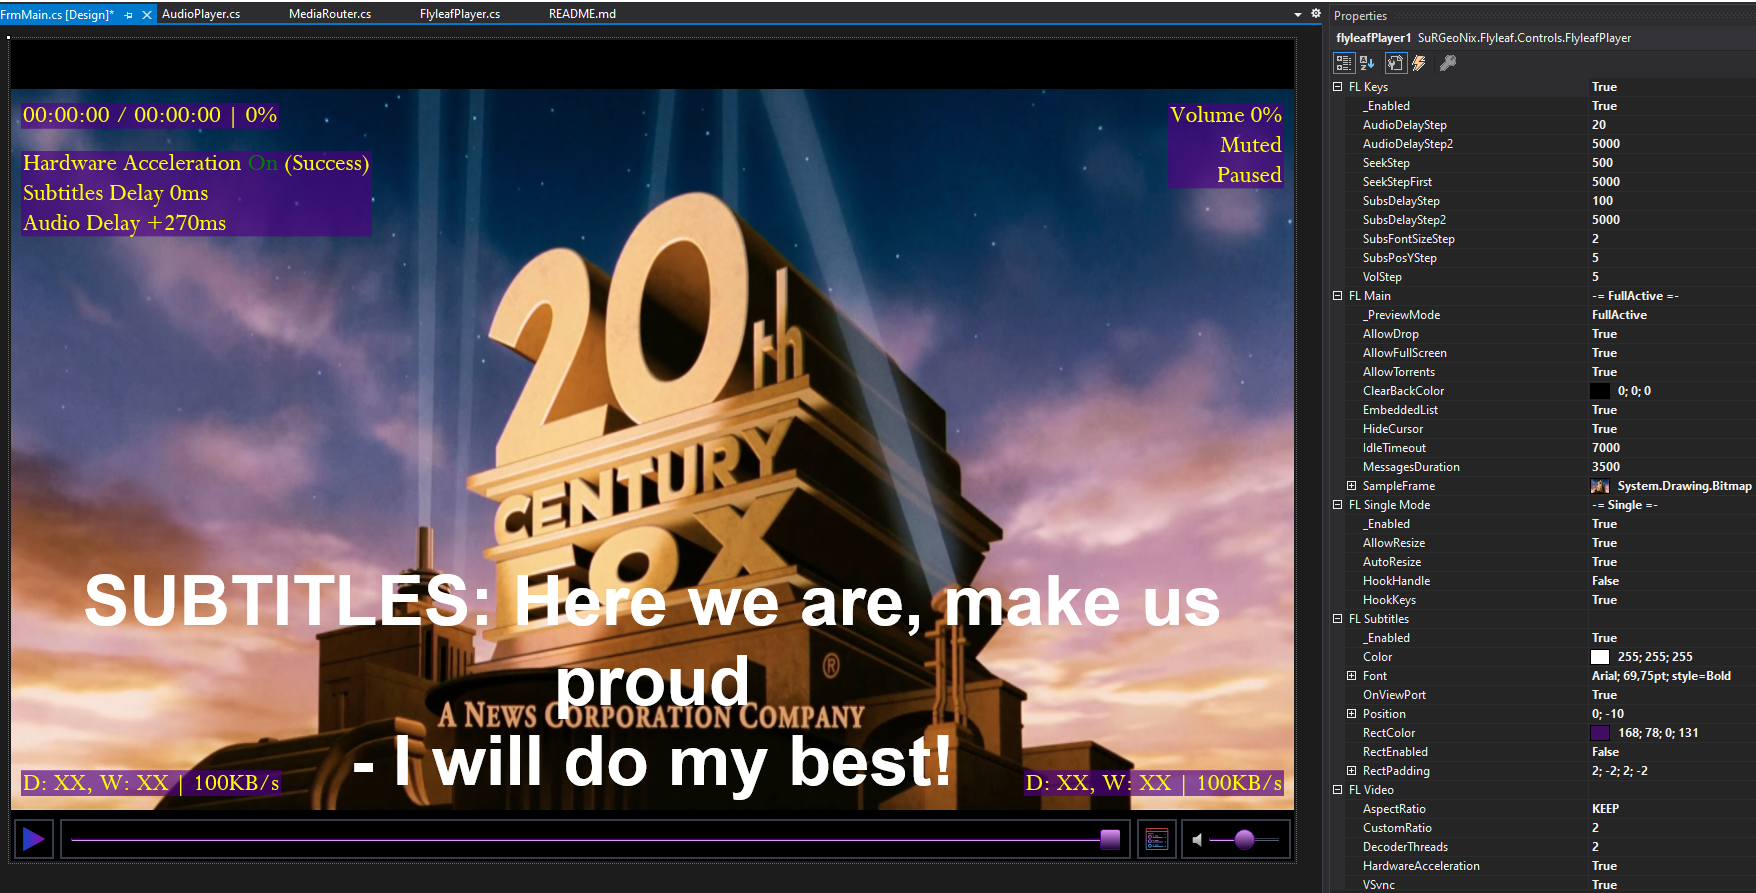 FrmMain.cs [Design]*
AudioPlayer.cs
MediaRouter.cs
FlyleafPlayer.cs
README.md
00:00:00 / 00:00:00 | 0%
Hardware Acceleration On (Success)
Subtitles Delay 0ms
Audio Delay +270ms
Volume 0%
Muted
Paused
20th
CENTURY
FOX
®
A NEWS CORPORATION COMPANY
SUBTITLES: Here we are, make us
proud
- I will do my best!
D: XX, W: XX | 100KB/s
D: XX, W: XX | 100KB/s
Properties
flyleafPlayer1 SuRGeoNix.Flyleaf.Controls.FlyleafPlayer
FL Keys True
_Enabled True
AudioDelayStep 20
AudioDelayStep2 5000
SeekStep 500
SeekStepFirst 5000
SubsDelayStep 100
SubsDelayStep2 5000
SubsFontSizeStep 2
SubsPosYStep 5
VolStep 5
FL Main -= FullActive =-
_PreviewMode FullActive
AllowDrop True
AllowFullScreen True
AllowTorrents True
ClearBackColor 0; 0; 0
EmbeddedList True
HideCursor True
IdleTimeout 7000
MessagesDuration 3500
SampleFrame System.Drawing.Bitmap
FL Single Mode -= Single =-
_Enabled True
AllowResize True
AutoResize True
HookHandle False
HookKeys True
FL Subtitles
_Enabled True
Color 255; 255; 255
Font Arial; 69,75pt; style=Bold
OnViewPort True
Position 0; -10
RectColor 168; 78; 0; 131
RectEnabled False
RectPadding 2; -2; 2; -2
FL Video
AspectRatio KEEP
CustomRatio 2
DecoderThreads 2
HardwareAcceleration True
VSync True